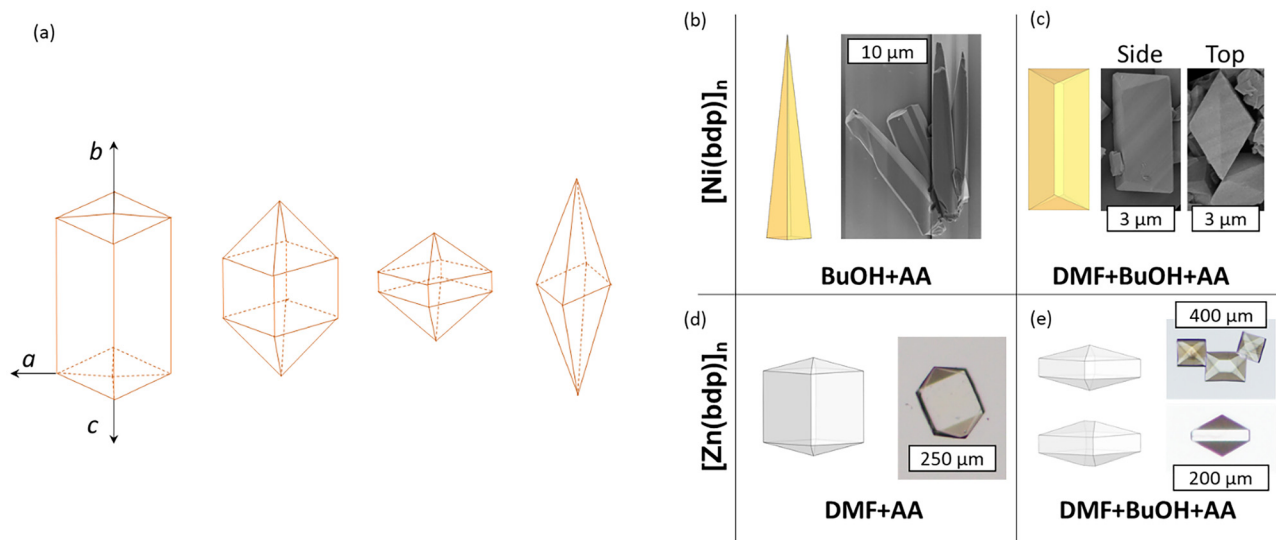 (a)
b
a
c
[Ni(bdp)]n
(b)
10 µm
BuOH+AA
(c)
Side
Top
3 µm
3 µm
DMF+BuOH+AA
[Zn(bdp)]n
(d)
250 µm
DMF+AA
(e)
400 µm
200 µm
DMF+BuOH+AA